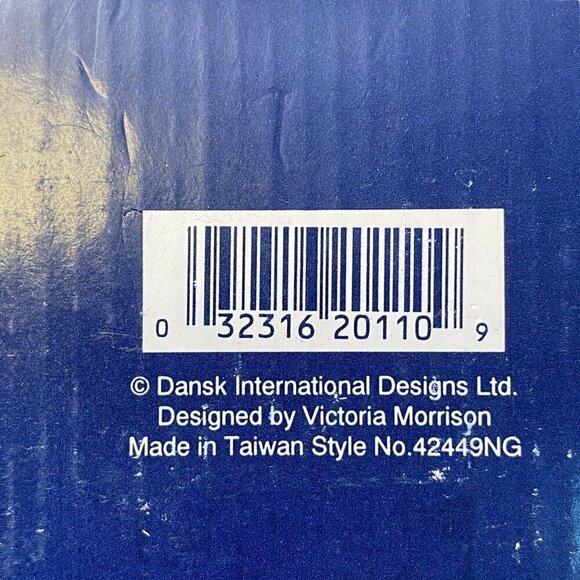 0 32316 20110 9
© Dansk International Designs Ltd.
Designed by Victoria Morrison
Made in Taiwan Style No.42449NG